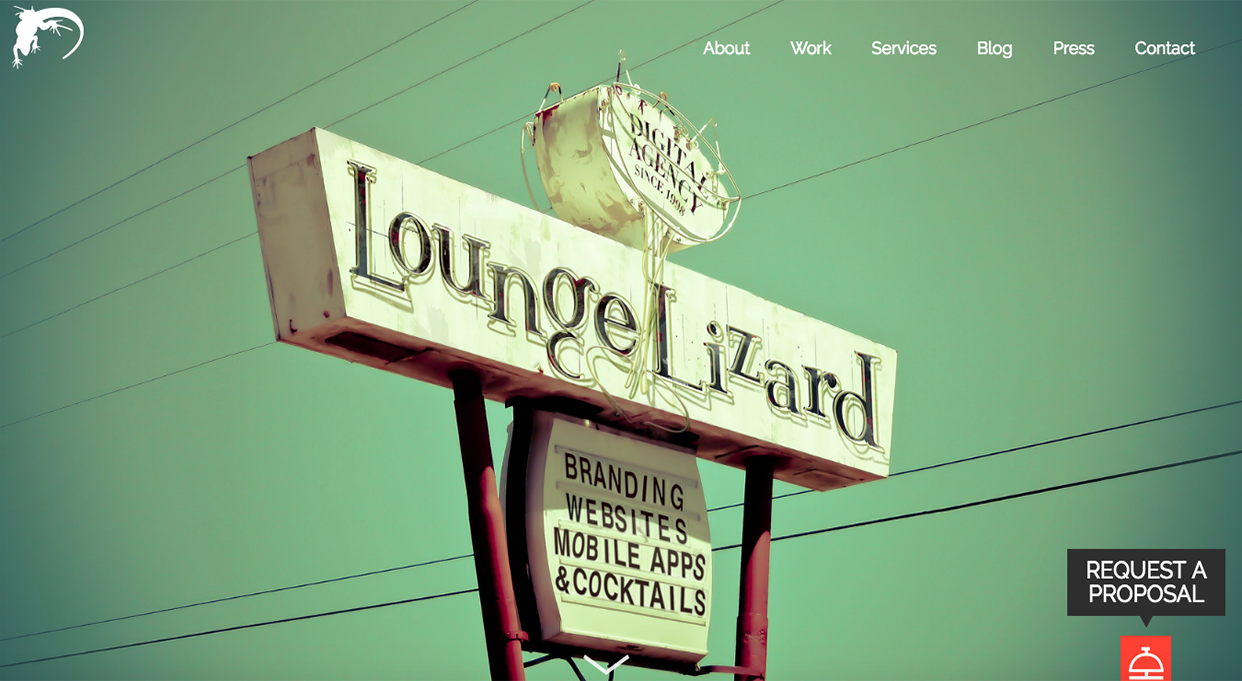 About Work Services Blog Press Contact
DIGITAL
AGENCY
SINCE 1998
Lounge Lizard
BRANDING
WEBSITES
MOBILE APPS
&COCKTAILS
REQUEST A
PROPOSAL